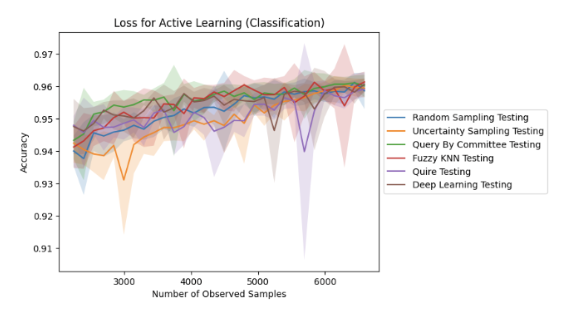 Loss for Active Learning (Classification)
0.97
0.96
0.95
0.94
0.93
0.92
0.91
Accuracy
3000 4000 5000 6000
Number of Observed Samples
Random Sampling Testing
Uncertainty Sampling Testing
Query By Committee Testing
Fuzzy KNN Testing
Quire Testing
Deep Learning Testing